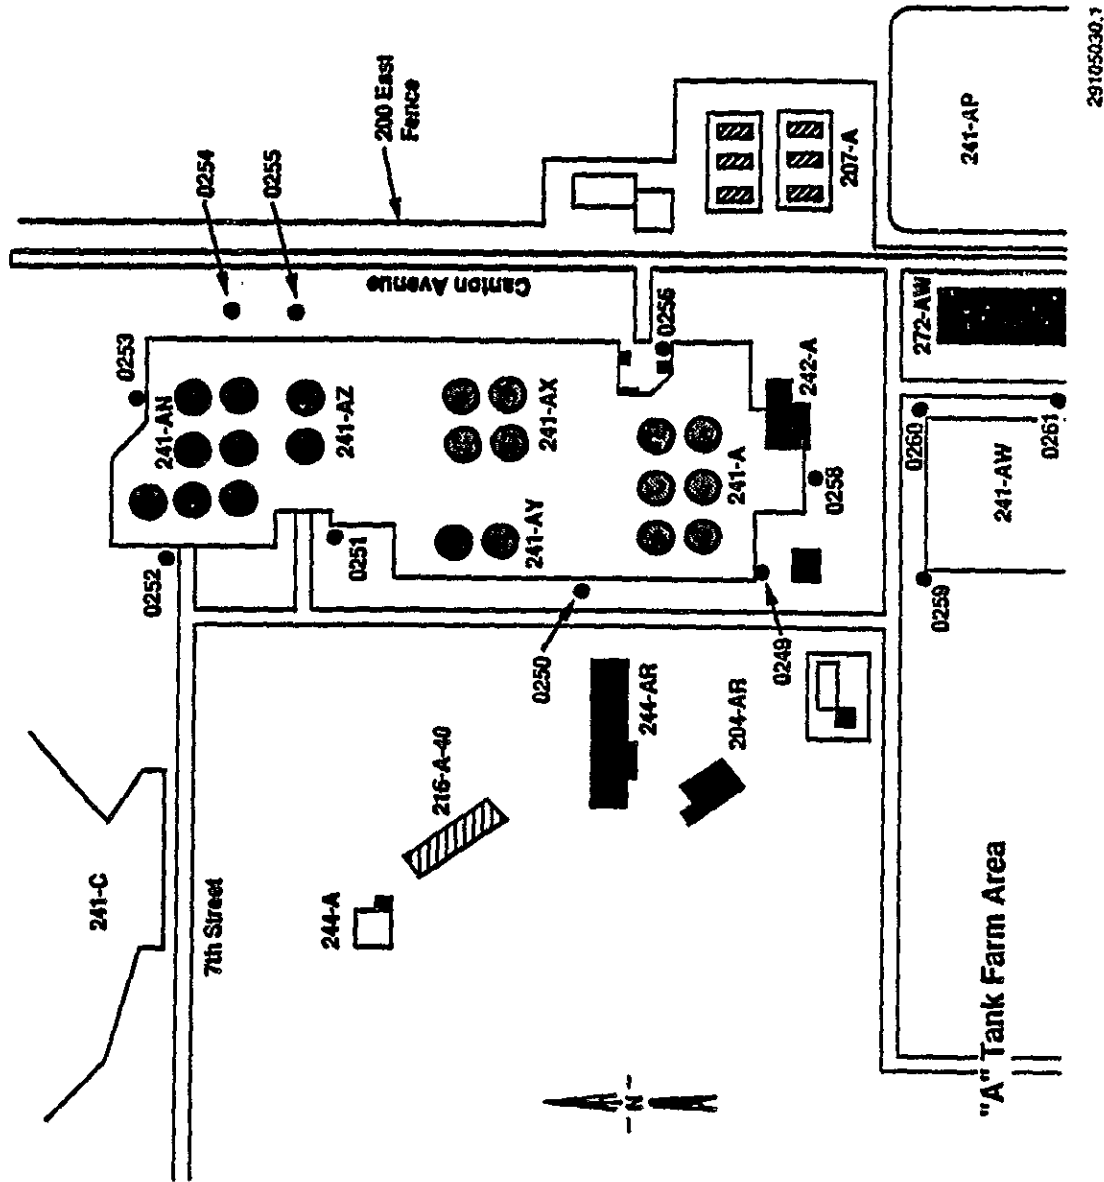 0254
0255
200 East
Fence
0253
241-AN
241-AZ
Canton Avenue
0252
0251
241-AX
241-AY
0256
207-A
241-AP
241-A
242-A
272-AW
0250
0249
0258
0260
0261
0259
241-AW
244-AR
204-AR
216-A-40
244-A
241-C
7th Street
N
"A" Tank Farm Area
29105030.1